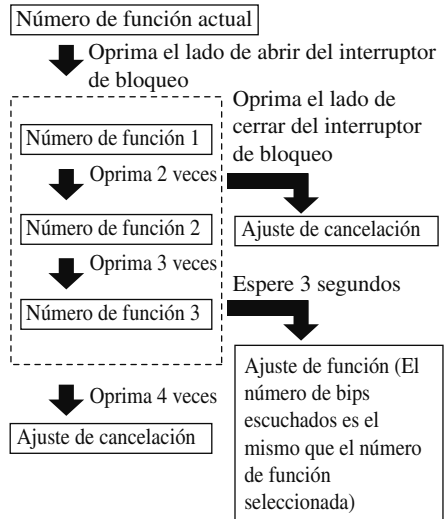 Número de función actual
Oprima el lado de abrir del interruptor
de bloqueo
Oprima el lado de
cerrar del interruptor
de bloqueo
Número de función 1
Oprima 2 veces
Número de función 2
Ajuste de cancelación
Oprima 3 veces
Espere 3 segundos
Número de función 3
Ajuste de función (El
número de bips
escuchados es el
mismo que el número
de función
seleccionada)
Oprima 4 veces
Ajuste de cancelación